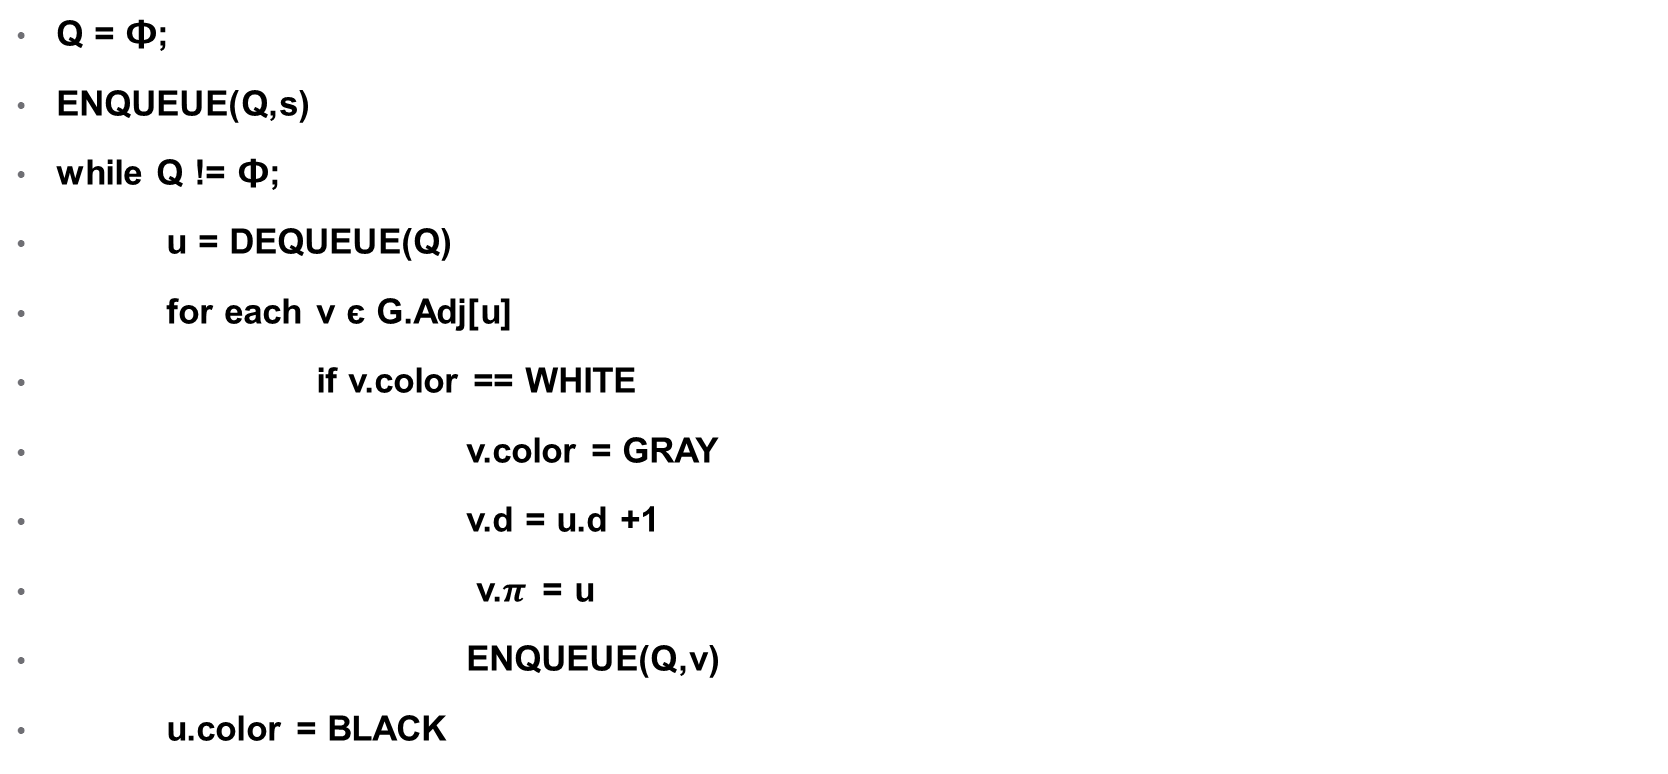 • Q = Φ;
• ENQUEUE(Q,s)
• while Q != Φ;
• u = DEQUEUE(Q)
• for each v є G.Adj[u]
• if v.color == WHITE
• v.color = GRAY
• v.d = u.d +1
• v.𝜋 = u
• ENQUEUE(Q,v)
• u.color = BLACK